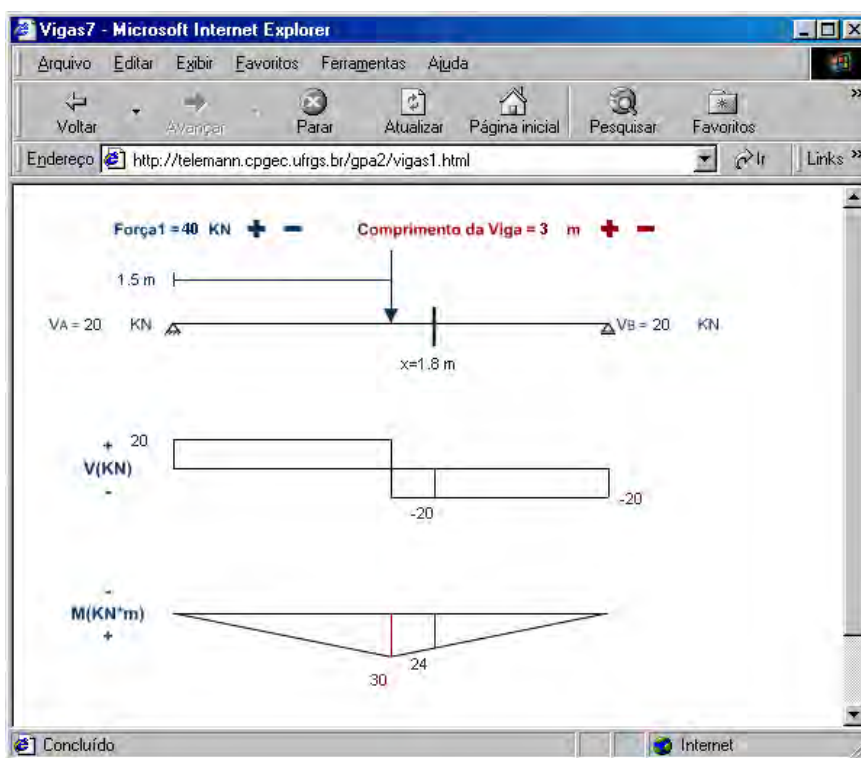 Vigas7 - Microsoft Internet Explorer
Arquivo Editar Exibir Favoritos Ferramentas Ajuda
Voltar Avançar Parar Atualizar Página inicial Pesquisar Favoritos »
Endereço http://telemann.cpgec.ufrgs.br/gpa2/vigas1.html Ir Links »
Força1 = 40 KN + - Comprimento da Viga = 3 m + -
1.5 m
VA = 20 KN VB = 20 KN
x=1.8 m
+ 20
V(KN)
-
-20 -20
-
M(KN*m)
+
24
30
Concluído Internet